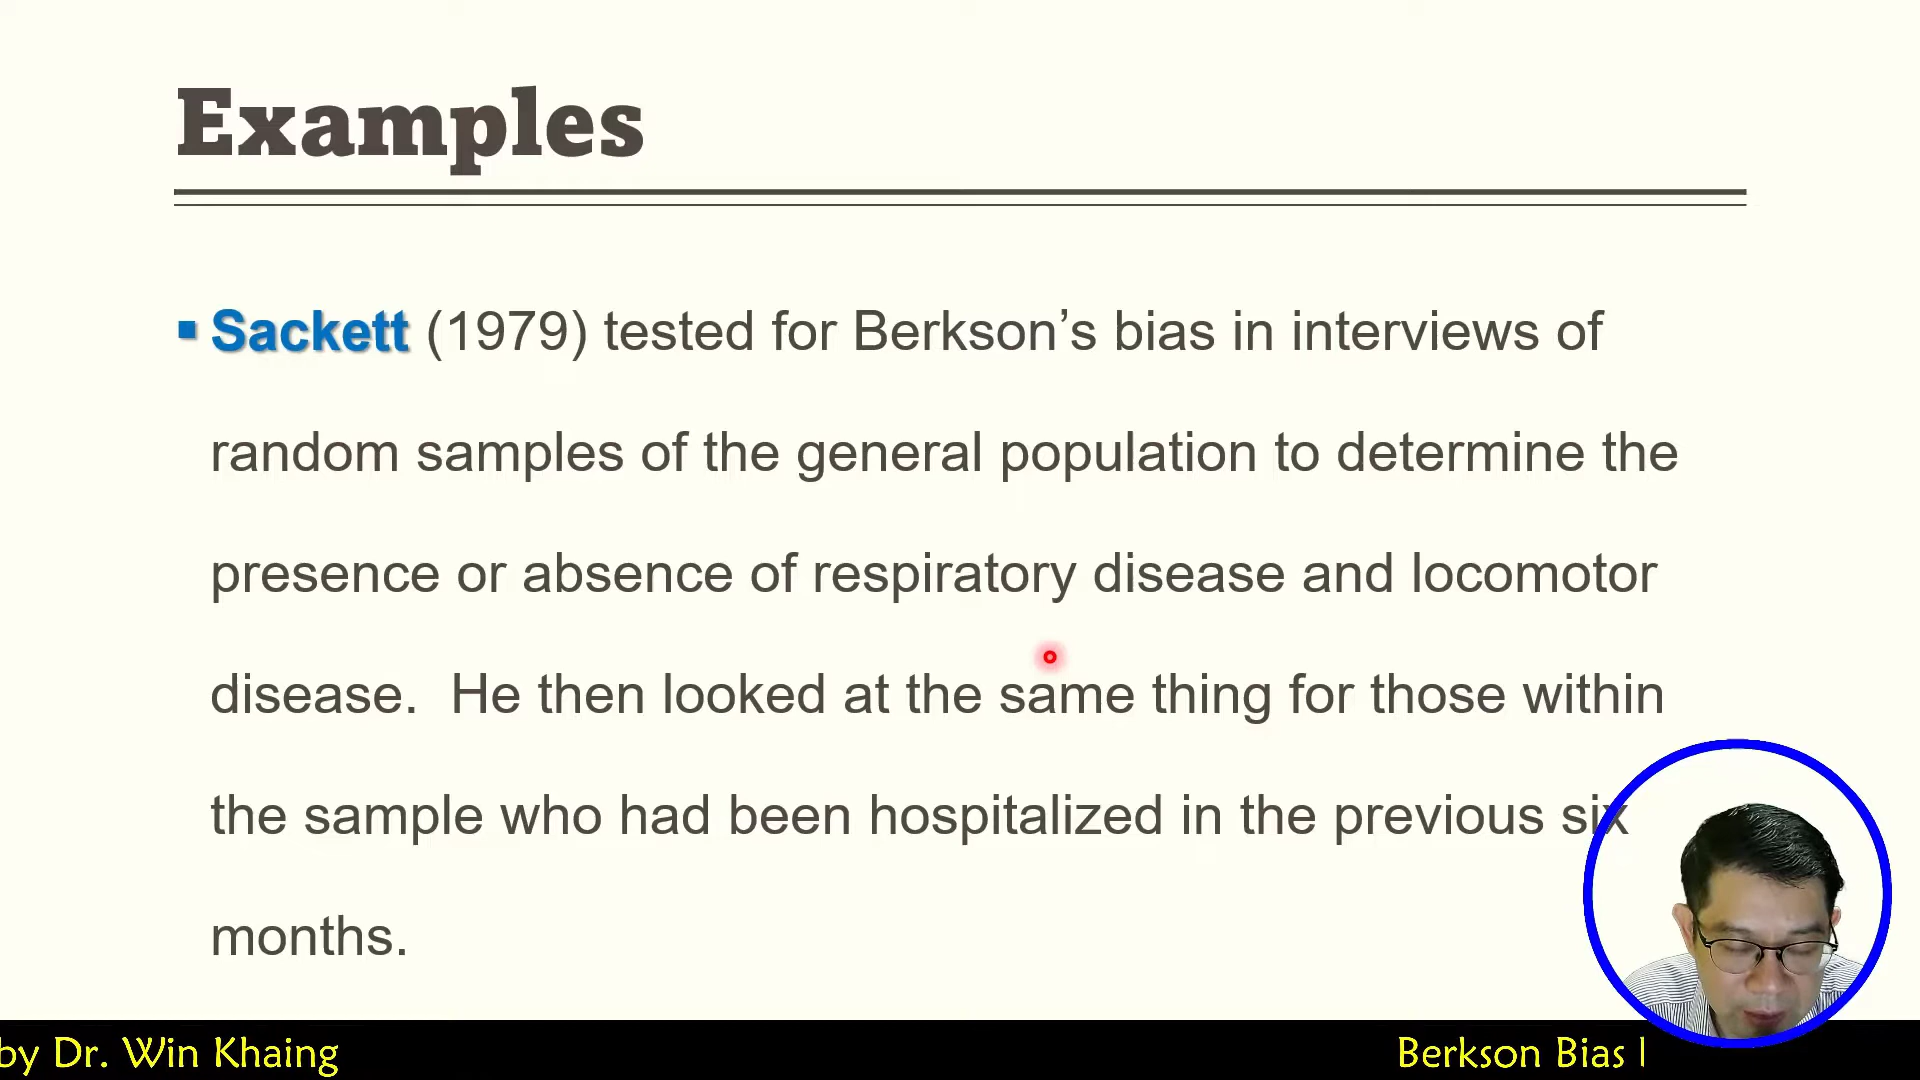 Examples
▪ Sackett (1979) tested for Berkson’s bias in interviews of
random samples of the general population to determine the
presence or absence of respiratory disease and locomotor
disease.  He then looked at the same thing for those within
the sample who had been hospitalized in the previous six
months.
by Dr. Win Khaing
Berkson Bias